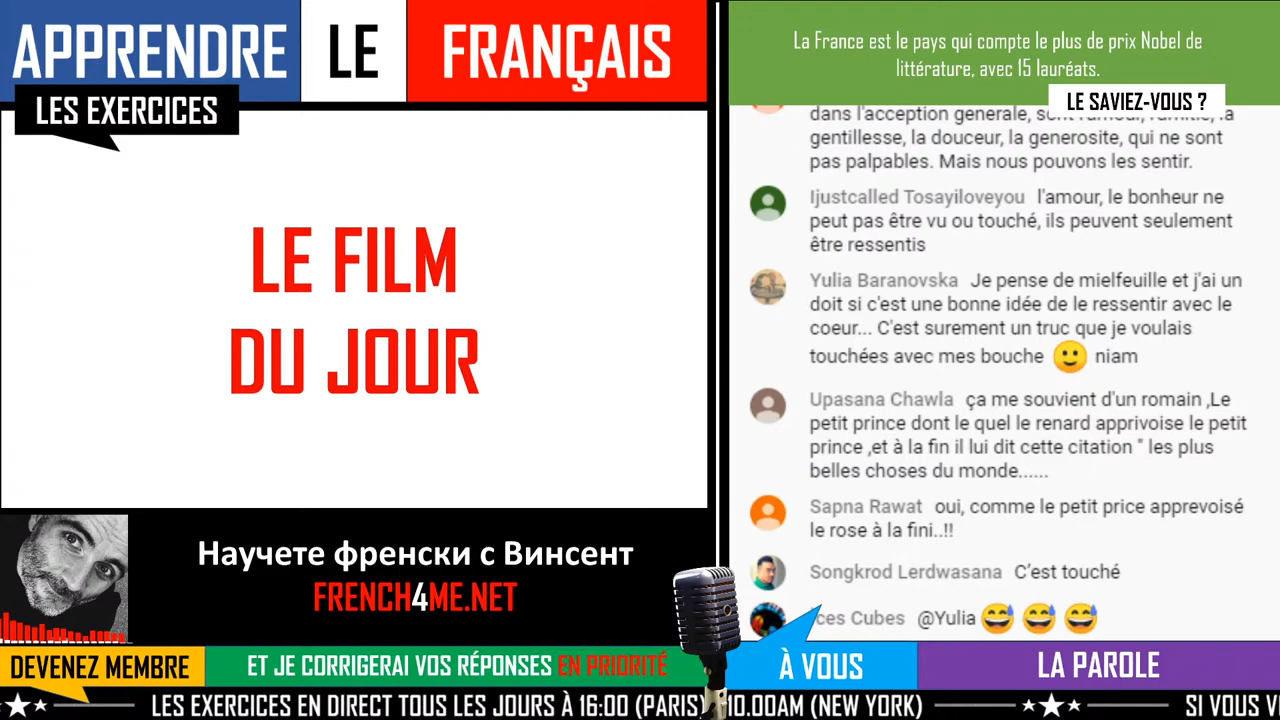 APPRENDRE LE FRANÇAIS
LES EXERCICES
LE FILM
DU JOUR
Научете френски с Винсент
FRENCH4ME.NET
La France est le pays qui compte le plus de prix Nobel de
littérature, avec 15 lauréats.
LE SAVIEZ-VOUS ?
dans l'acception generale, sont l'amour, l'amitie, la
gentillesse, la douceur, la generosite, qui ne sont
pas palpables. Mais nous pouvons les sentir.
Ijustcalled Tosayiloveyou l'amour, le bonheur ne
peut pas être vu ou touché, ils peuvent seulement
être ressentis
Yulia Baranovska Je pense de mielfeuille et j'ai un
doit si c'est une bonne idée de le ressentir avec le
coeur... C'est surement un truc que je voulais
touchées avec mes bouche 🙂 niam
Upasana Chawla ça me souvient d'un romain ,Le
petit prince dont le quel le renard apprivoise le petit
prince ,et à la fin il lui dit cette citation " les plus
belles choses du monde......
Sapna Rawat oui, comme le petit price apprevoisé
le rose à la fini..!!
Songkrod Lerdwasana C'est touché
ces Cubes @Yulia 😅 😅 😅
DEVENEZ MEMBRE
ET JE CORRIGERAI VOS RÉPONSES EN PRIORITÉ
À VOUS
LA PAROLE
LES EXERCICES EN DIRECT TOUS LES JOURS À 16:00 (PARIS) 10.00AM (NEW YORK)
SI VOUS V